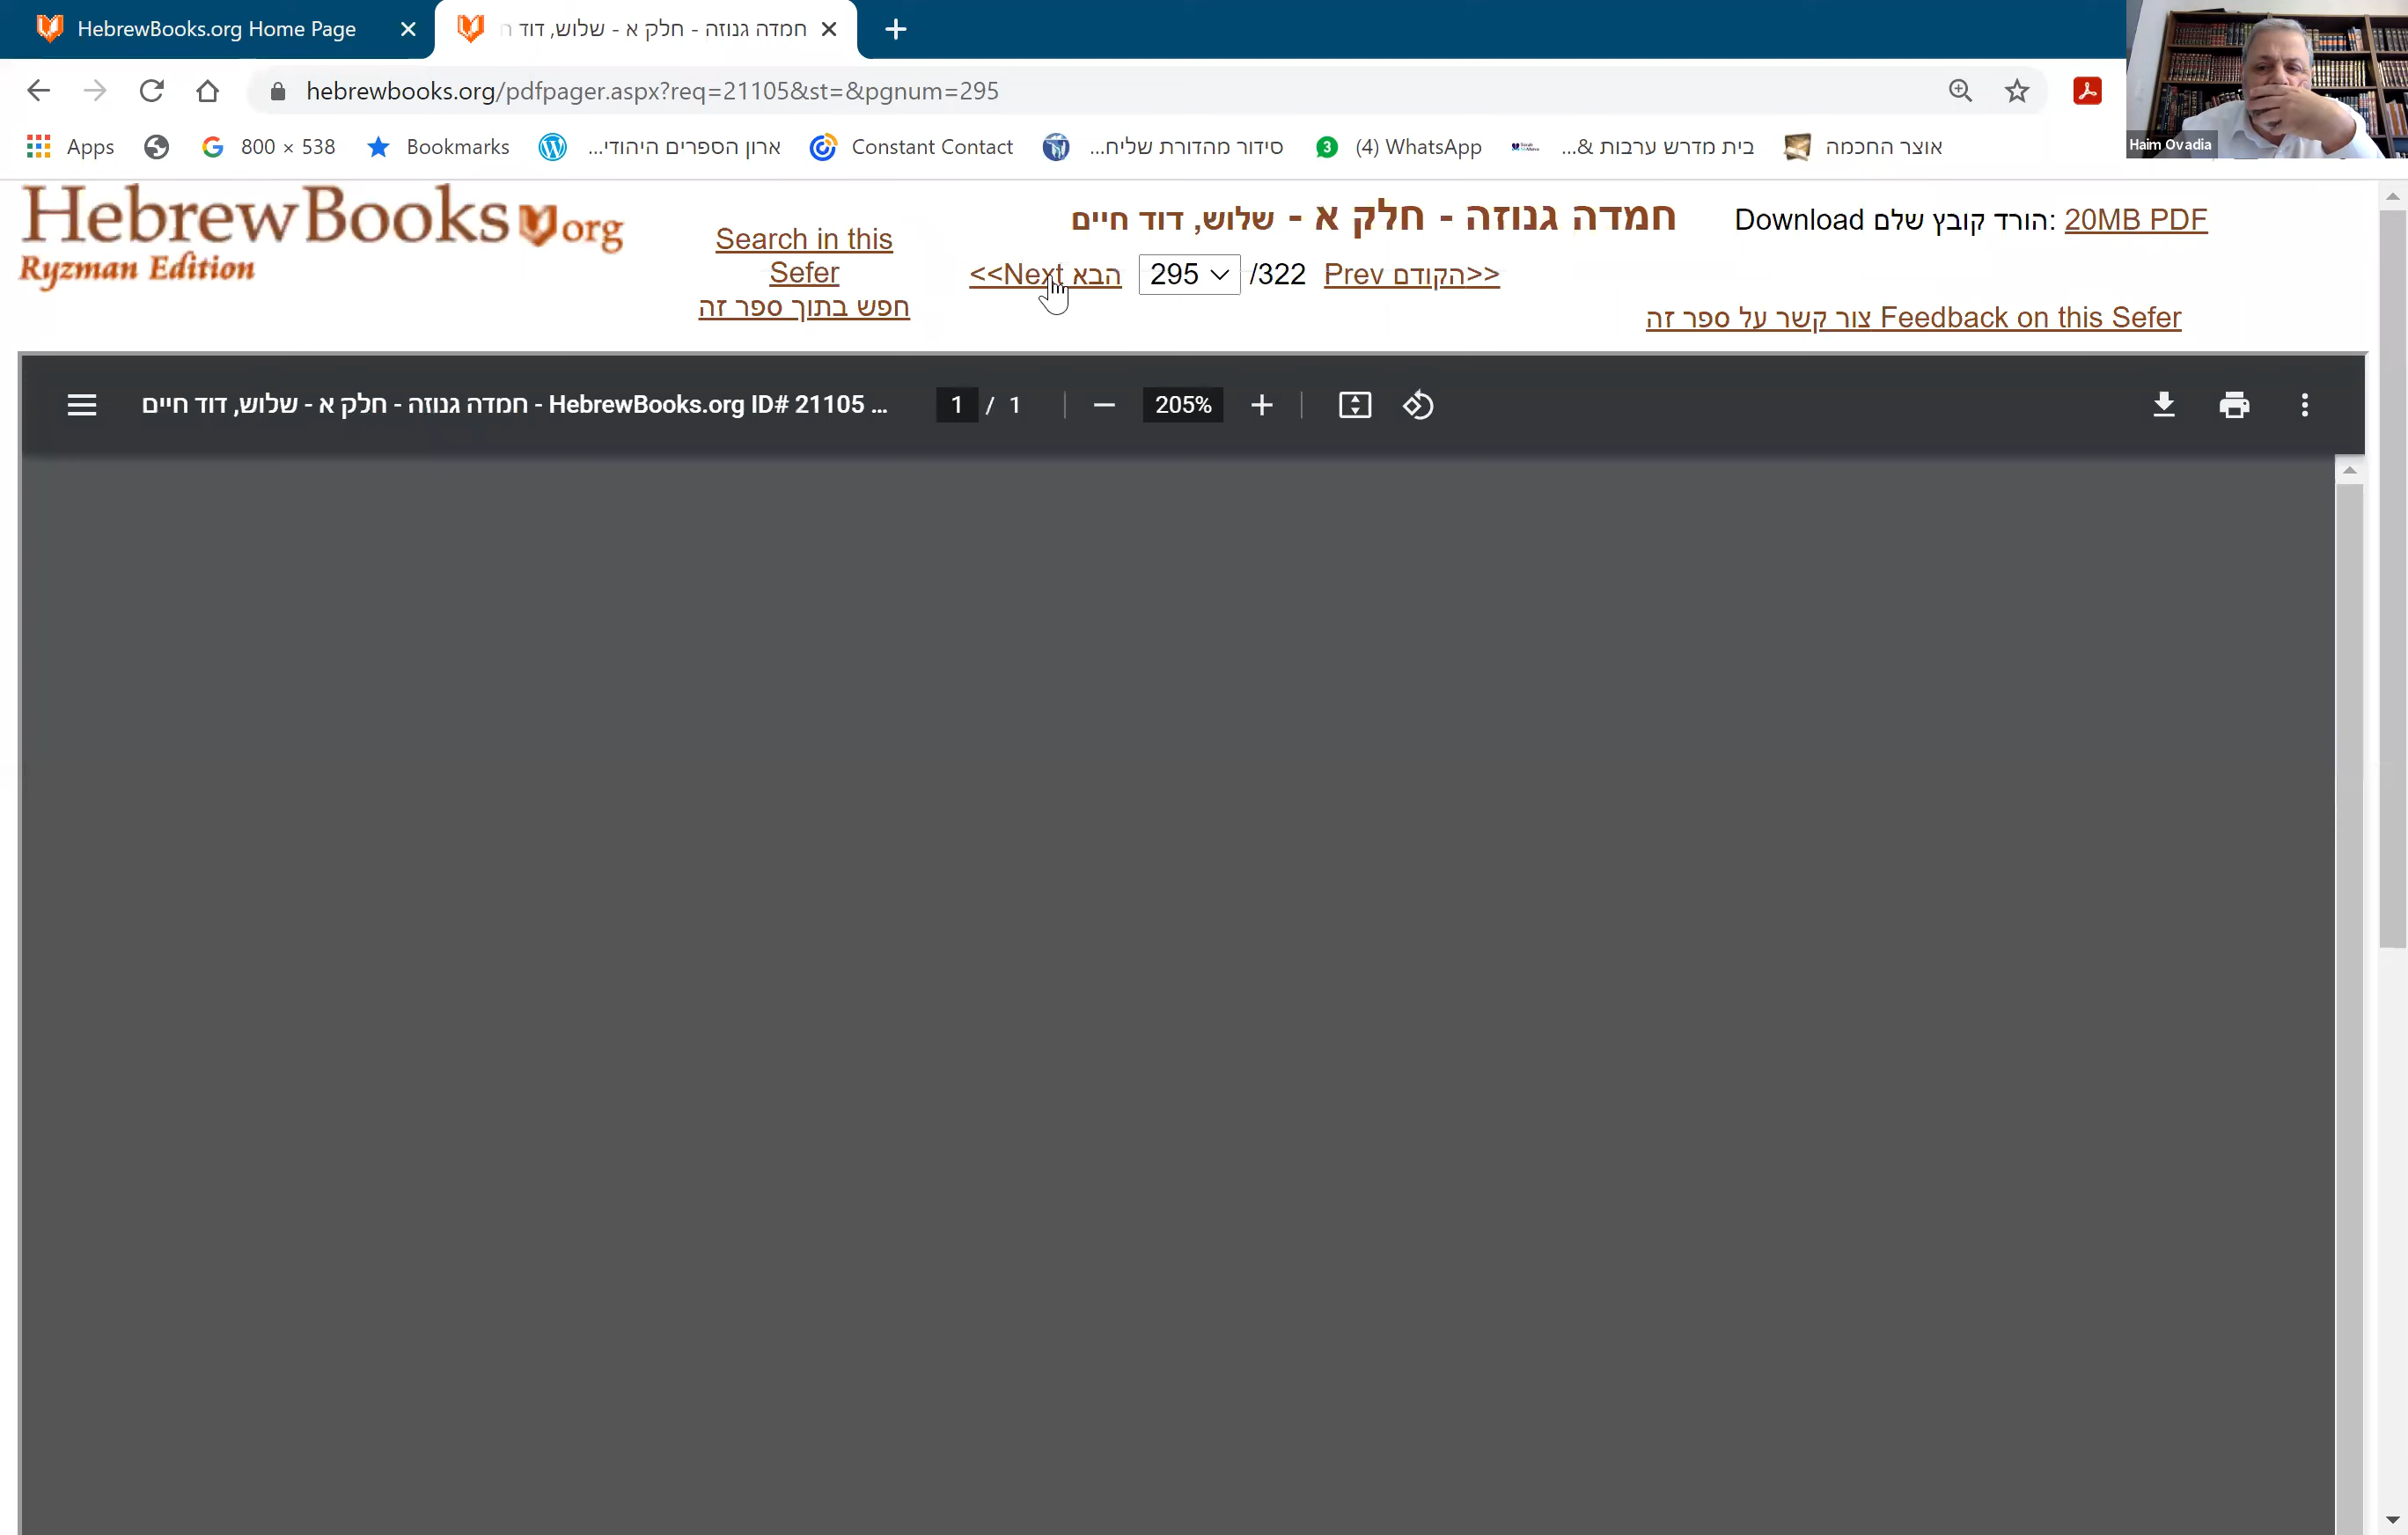 HebrewBooks.org Home Page
חמדה גנוזה - חלק א - שלוש, דוד ח
hebrewbooks.org/pdfpager.aspx?req=21105&st=&pgnum=295
Apps
800 × 538
Bookmarks
ארון הספרים היהודי...
Constant Contact
סידור מהדורת שליח...
3
(4) WhatsApp
בית מדרש ערבות &...
אוצר החכמה
Haim Ovadia
HebrewBooks org
Ryzman Edition
Search in this
Sefer
חפש בתוך ספר זה
חמדה גנוזה - חלק א - שלוש, דוד חיים
<<Next הבא 295 /322 Prev הקודם>>
Download הורד קובץ שלם: 20MB PDF
צור קשר על ספר זה Feedback on this Sefer
חמדה גנוזה - חלק א - שלוש, דוד חיים - HebrewBooks.org ID# 21105 ...
1 / 1
205%